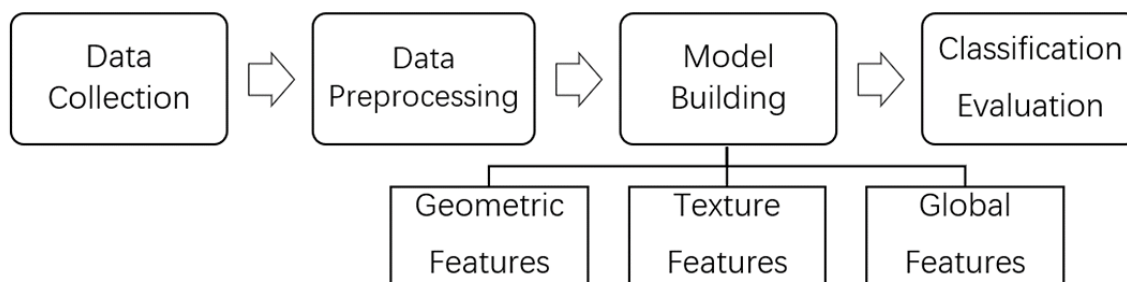 Data
Collection
Data
Preprocessing
Model
Building
Classification
Evaluation
Geometric
Features
Texture
Features
Global
Features